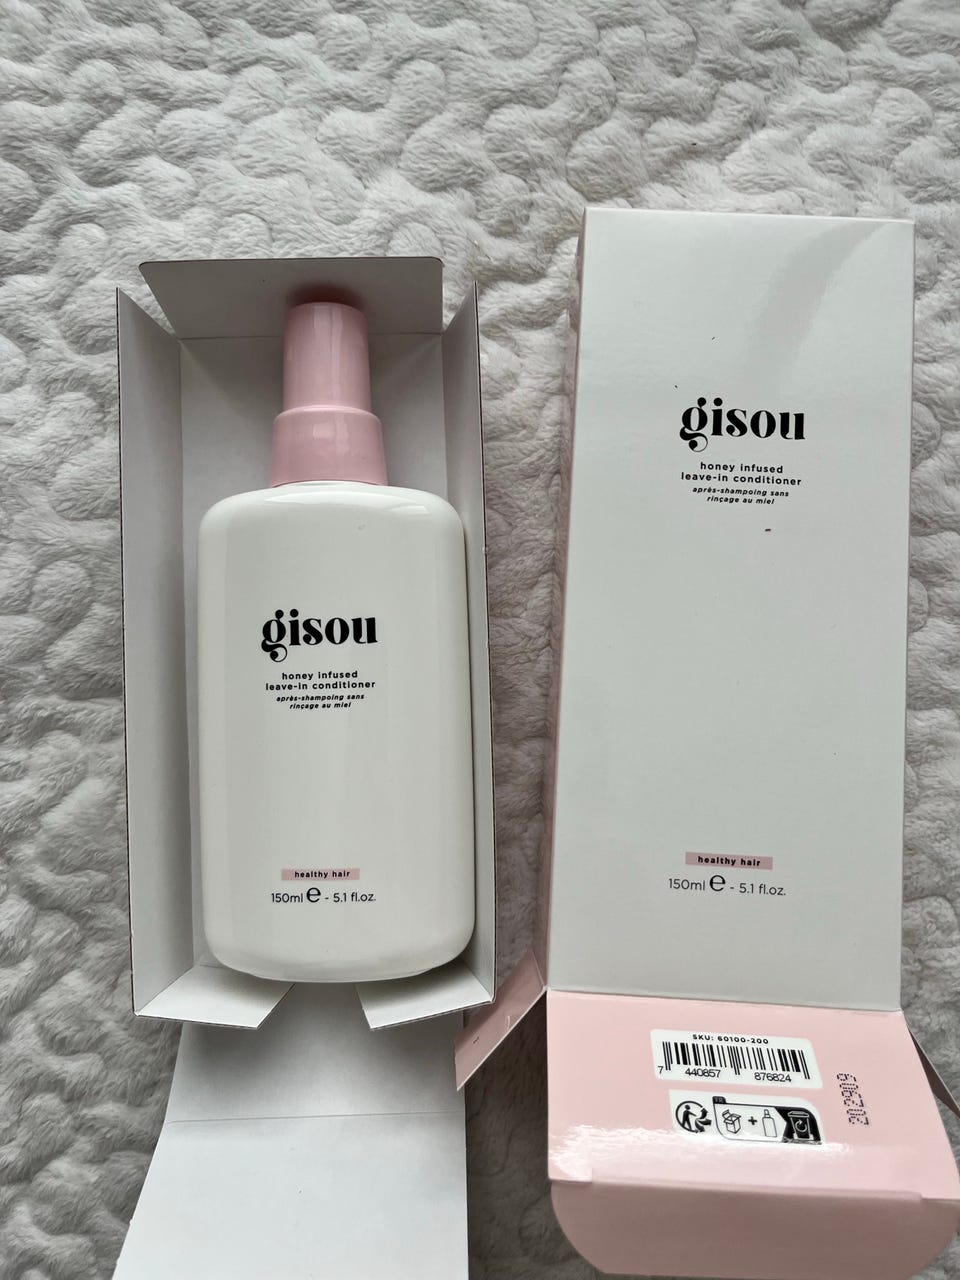 gisou
honey infused
leave-in conditioner
après-shampoing sans
rinçage au miel
healthy hair
150ml ℮ - 5.1 fl.oz.
gisou
honey infused
leave-in conditioner
après-shampoing sans
rinçage au miel
healthy hair
150ml ℮ - 5.1 fl.oz.
SKU: 60100-200
7 440857 876824
FR